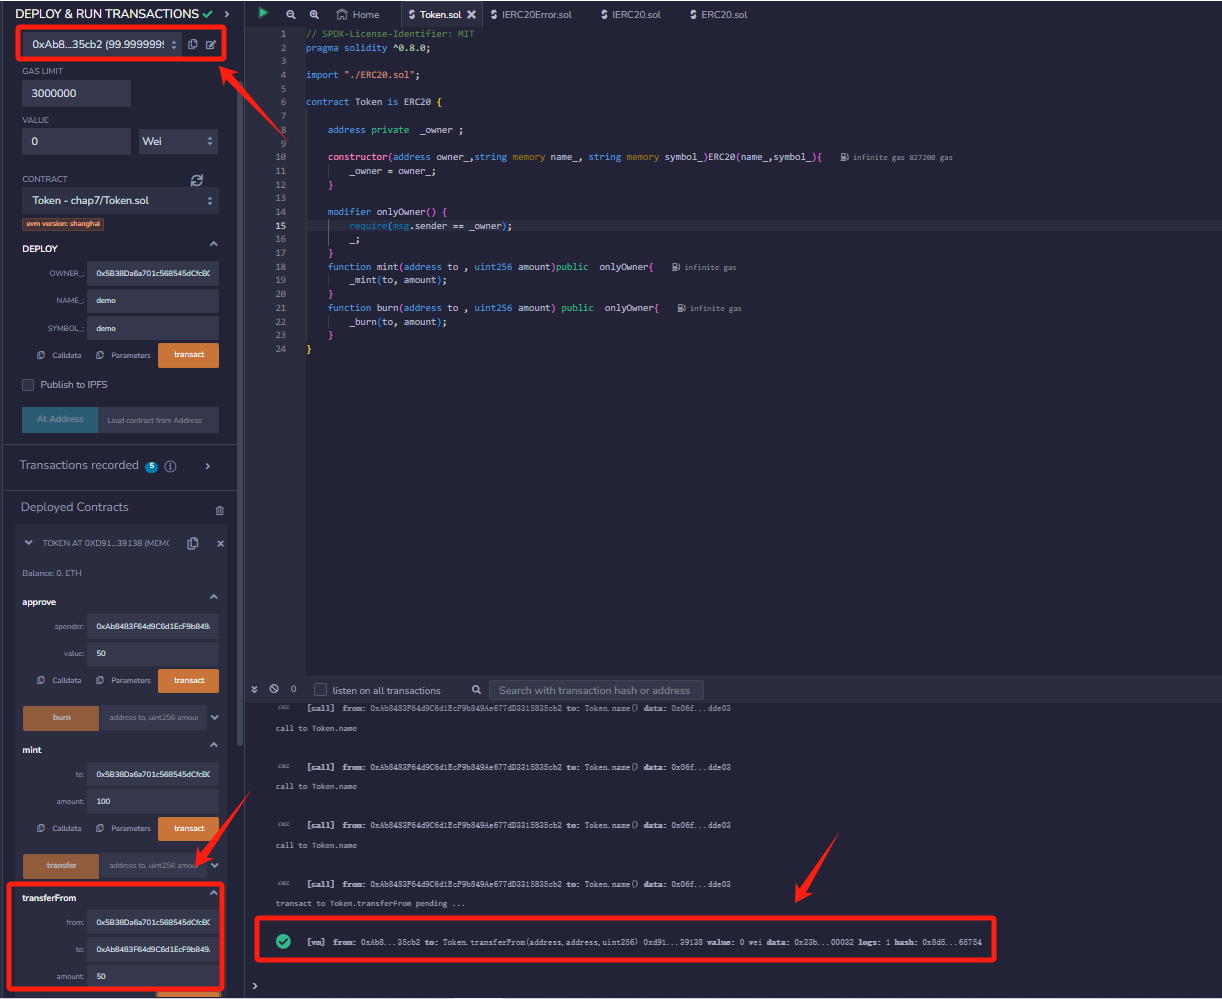 DEPLOY & RUN TRANSACTIONS
0xAb8...35cb2 (99.9999999
GAS LIMIT
3000000
VALUE
0
Wei
CONTRACT
Token - chap7/Token.sol
evm version: shanghai
DEPLOY
OWNER_: 0x5B38Da6a701c568545dCfcB0
NAME_: demo
SYMBOL_: demo
Calldata Parameters transact
Publish to IPFS
At Address Load contract from Address
Transactions recorded 5 i
Deployed Contracts
TOKEN AT 0XD91...39138 (MEMO
Balance: 0. ETH
approve
spender: 0xAb8483F64d9C6d1EcF9b849
value: 50
Calldata Parameters transact
burn address to, uint256 amou
mint
to: 0x5B38Da6a701c568545dCfcB0
amount: 100
Calldata Parameters transact
transfer address to, uint256 amou
transferFrom
from: 0x5B38Da6a701c568545dCfcB0
to: 0xAb8483F64d9C6d1EcF9b849
amount: 50
Home Token.sol IERC20Error.sol IERC20.sol ERC20.sol
1 // SPDX-License-Identifier: MIT
2 pragma solidity ^0.8.0;
3
4 import "./ERC20.sol";
5
6 contract Token is ERC20 {
7
8 address private _owner ;
9
10 constructor(address owner_,string memory name_, string memory symbol_)ERC20(name_,symbol_){ infinite gas 827200 gas
11 _owner = owner_;
12 }
13
14 modifier onlyOwner() {
15 require(msg.sender == _owner);
16 _;
17 }
18 function mint(address to , uint256 amount)public onlyOwner{ infinite gas
19 _mint(to, amount);
20 }
21 function burn(address to , uint256 amount) public onlyOwner{ infinite gas
22 _burn(to, amount);
23 }
24 }
0 listen on all transactions Search with transaction hash or address
CALL [call] from: 0xAb8483F64d9C6d1EcF9b849Ae677dD3315835cb2 to: Token.name() data: 0x06f...dde03
call to Token.name
CALL [call] from: 0xAb8483F64d9C6d1EcF9b849Ae677dD3315835cb2 to: Token.name() data: 0x06f...dde03
call to Token.name
CALL [call] from: 0xAb8483F64d9C6d1EcF9b849Ae677dD3315835cb2 to: Token.name() data: 0x06f...dde03
call to Token.name
CALL [call] from: 0xAb8483F64d9C6d1EcF9b849Ae677dD3315835cb2 to: Token.name() data: 0x06f...dde03
transact to Token.transferFrom pending ...
[vm] from: 0xAb8...35cb2 to: Token.transferFrom(address,address,uint256) 0xd91...39138 value: 0 wei data: 0x23b...00032 logs: 1 hash: 0x8d5...65754
>